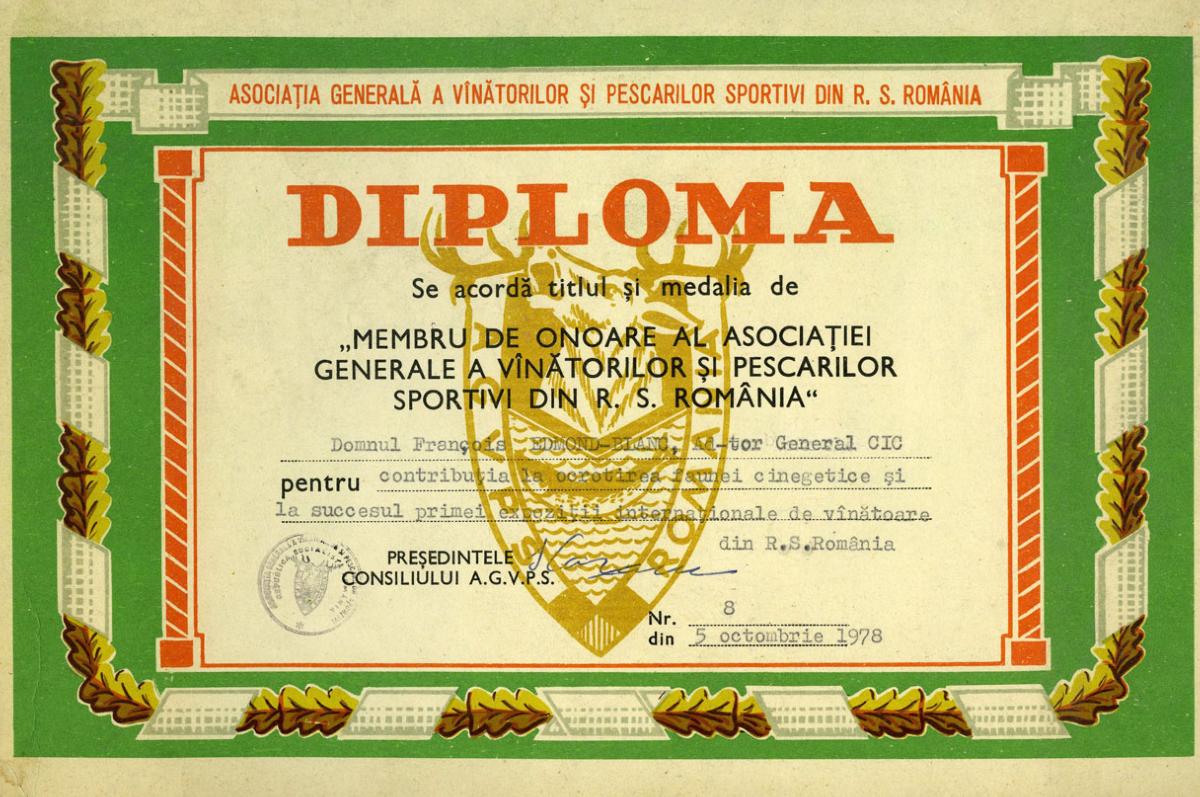 ASOCIAȚIA GENERALĂ A VÎNĂTORILOR ȘI PESCARILOR SPORTIVI DIN R. S. ROMÂNIA
DIPLOMA
Se acordă titlul și medalia de
„MEMBRU DE ONOARE AL ASOCIAȚIEI
GENERALE A VÎNĂTORILOR ȘI PESCARILOR
SPORTIVI DIN R. S. ROMÂNIA“
Domnul François EDMOND-BLANC, Ad-tor General CIC
pentru contribuția la ocrotirea faunei cinegetice și
la succesul primei expoziții internaționale de vînătoare
din R.S.România
PREȘEDINTELE
CONSILIULUI A.G.V.P.S.
Nr. 8
din 5 octombrie 1978